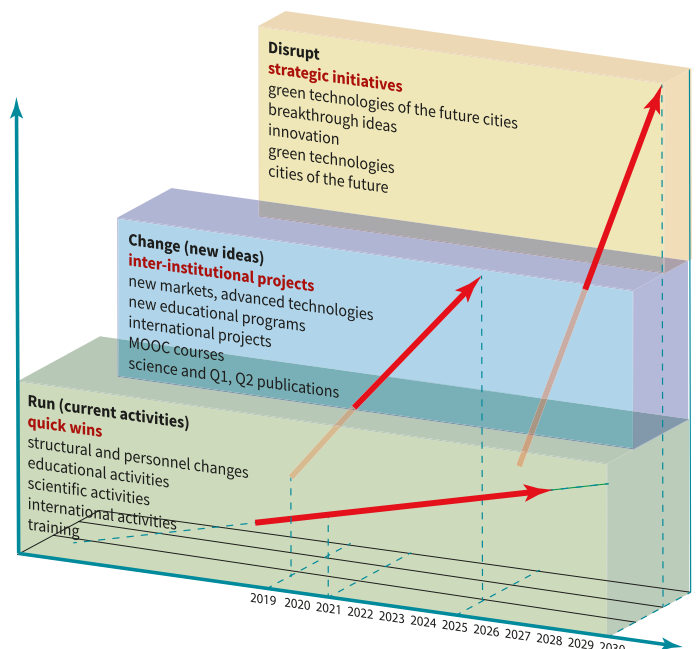 Disrupt
strategic initiatives
green technologies of the future cities
breakthrough ideas
innovation
green technologies
cities of the future
Change (new ideas)
inter-institutional projects
new markets, advanced technologies
new educational programs
international projects
MOOC courses
science and Q1, Q2 publications
Run (current activities)
quick wins
structural and personnel changes
educational activities
scientific activities
international activities
training
2019 2020 2021 2022 2023 2024 2025 2026 2027 2028 2029 2030